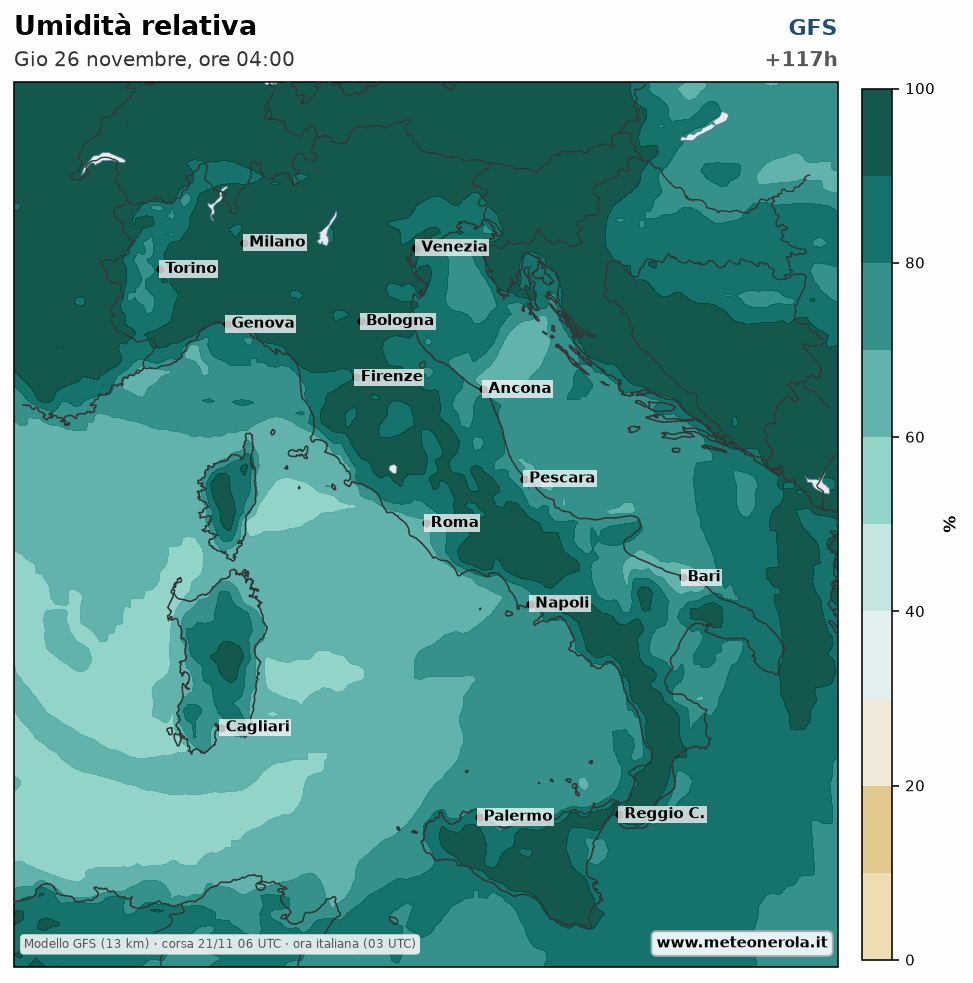 Umidità relativa
GFS
Gio 26 novembre, ore 04:00
+117h
100
80
60
40
20
0
%
Milano
Venezia
Torino
Genova
Bologna
Firenze
Ancona
Pescara
Roma
Bari
Napoli
Cagliari
Palermo
Reggio C.
Modello GFS (13 km) · corsa 21/11 06 UTC · ora italiana (03 UTC)
www.meteonerola.it